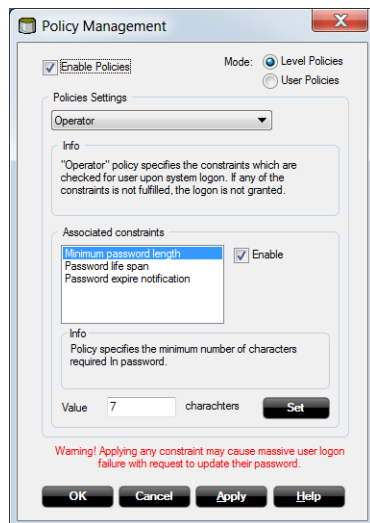 Policy Management
Enable Policies
Mode:
Level Policies
User Policies
Policies Settings
Operator
Info
"Operator" policy specifies the constraints which are
checked for user upon system logon. If any of the
constraints is not fulfilled, the logon is not granted.
Associated constraints
Minimum password length
Password life span
Password expire notification
Enable
Info
Policy specifies the minimum number of characters
required In password.
Value 7 charachters Set
Warning! Applying any constraint may cause massive user logon
failure with request to update their password.
OK Cancel Apply Help